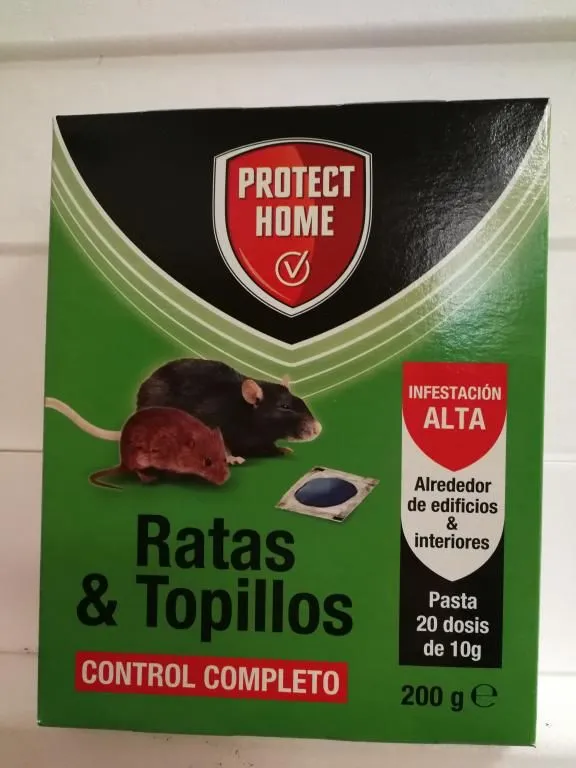 PROTECT
HOME
INFESTACIÓN
ALTA
Alrededor
de edificios
&
interiores
Ratas
& Topillos
CONTROL COMPLETO
Pasta
20 dosis
de 10g
200 g ℮